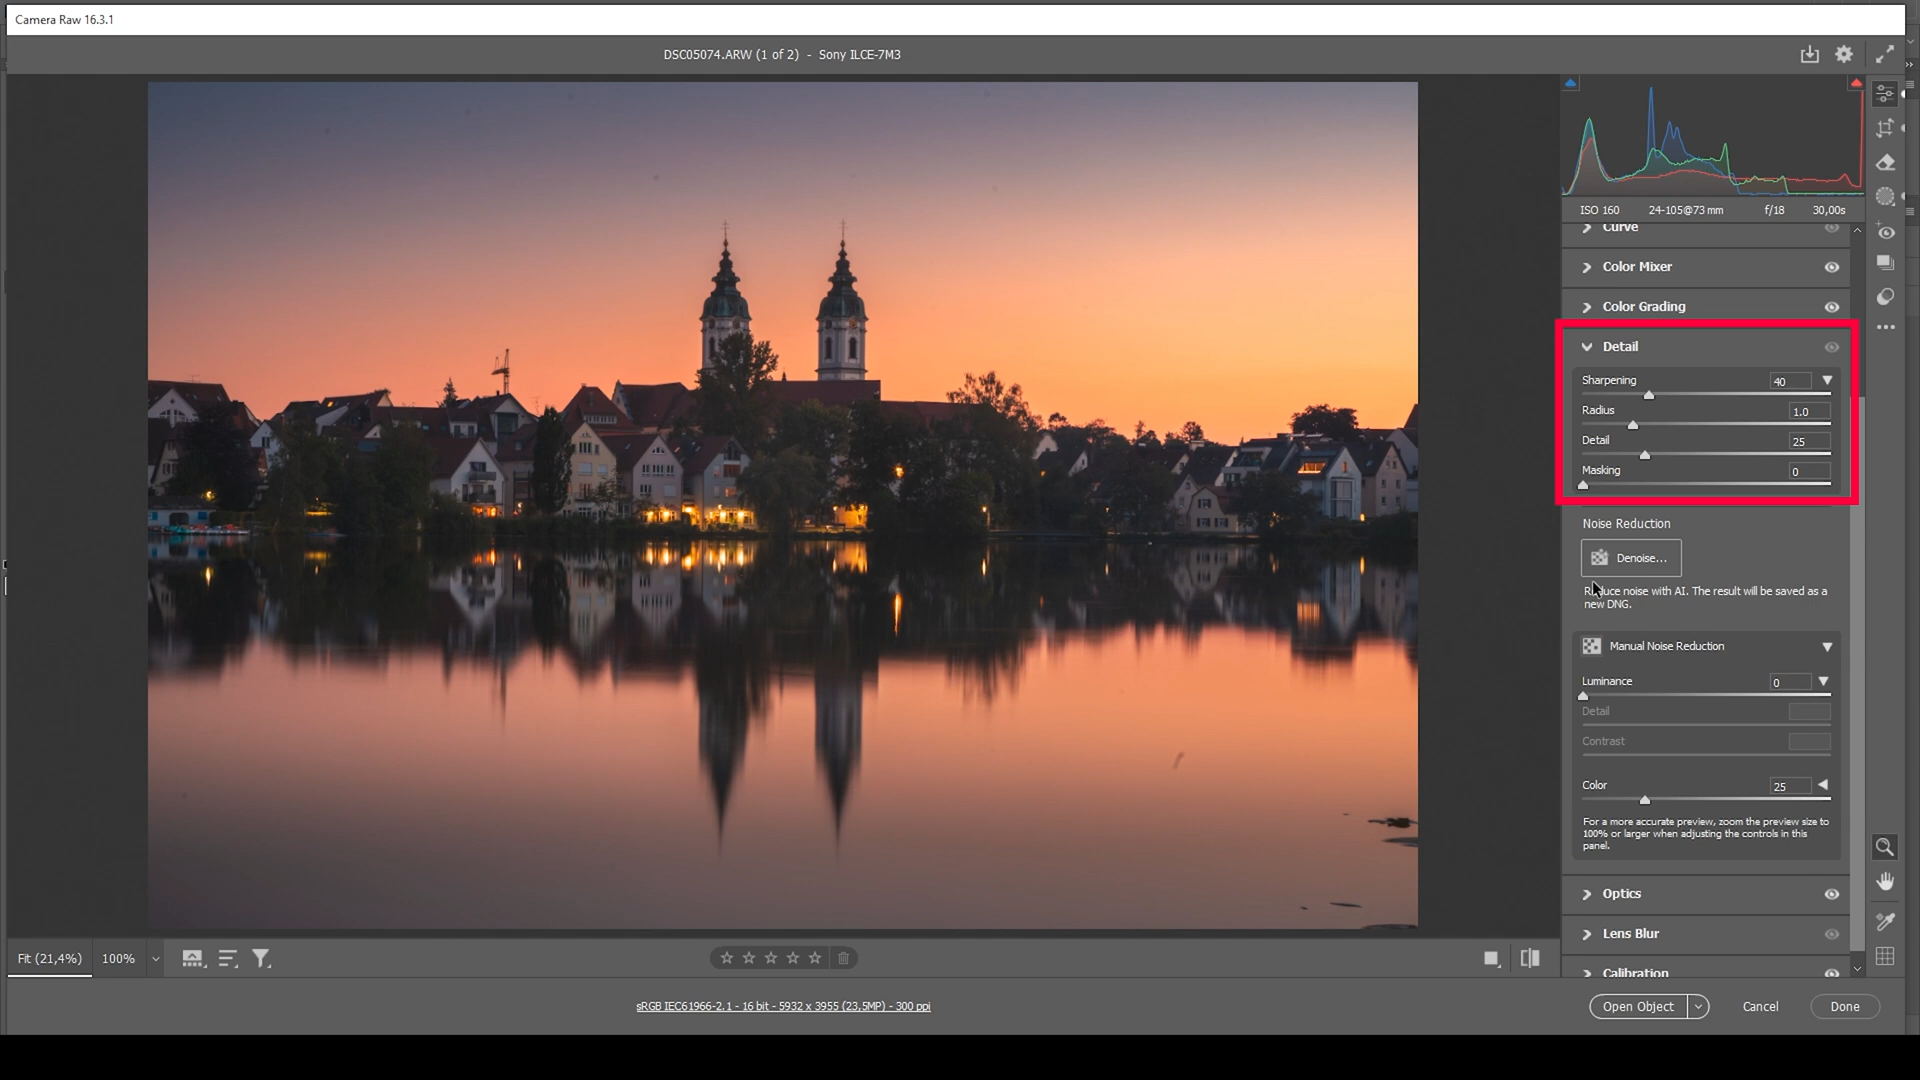 Camera Raw 16.3.1
DSC05074.ARW (1 of 2) - Sony ILCE-7M3
ISO 160 24-105@73 mm f/18 30,00s
Curve
Color Mixer
Color Grading
Detail
Sharpening 40
Radius 1.0
Detail 25
Masking 0
Noise Reduction
Denoise...
Reduce noise with AI. The result will be saved as a
new DNG.
Manual Noise Reduction
Luminance 0
Detail
Contrast
Color 25
For a more accurate preview, zoom the preview size to
100% or larger when adjusting the controls in this
panel.
Optics
Lens Blur
Calibration
Fit (21,4%) 100%
sRGB IEC61966-2.1 - 16 bit - 5932 x 3955 (23,5MP) - 300 ppi
Open Object Cancel Done